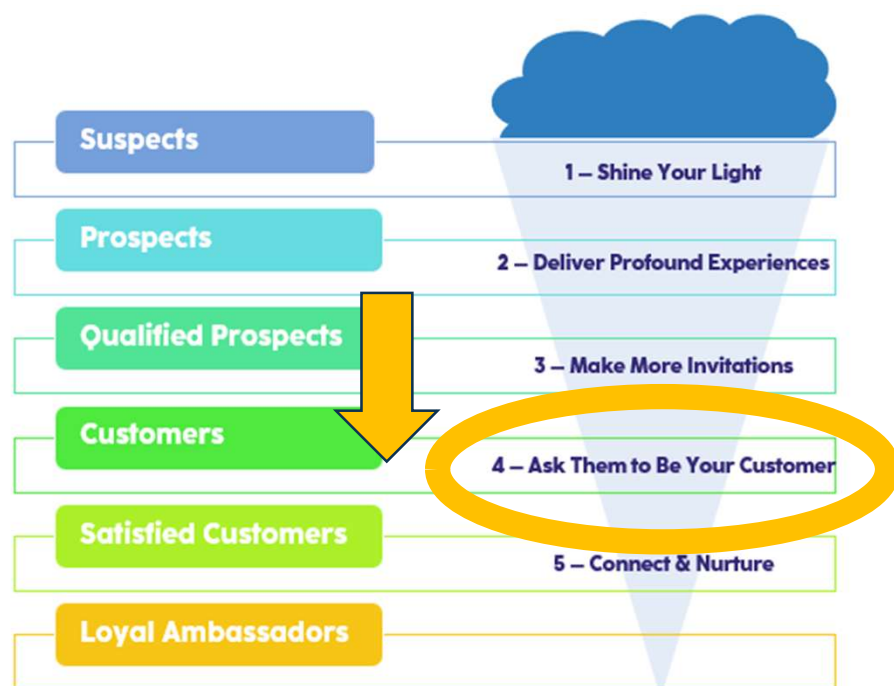 Suspects
1 – Shine Your Light
Prospects
2 – Deliver Profound Experiences
Qualified Prospects
3 – Make More Invitations
Customers
4 – Ask Them to Be Your Customer
Satisfied Customers
5 – Connect & Nurture
Loyal Ambassadors